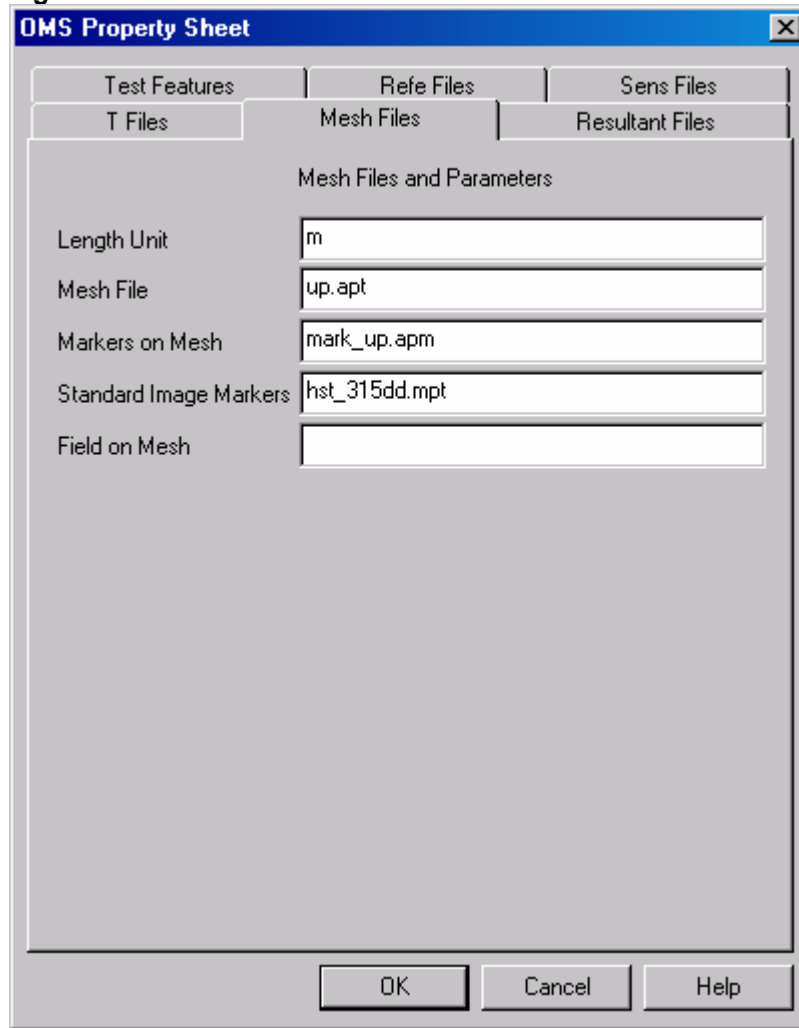 OMS Property Sheet
Test Features Refe Files Sens Files
T Files Mesh Files Resultant Files
Mesh Files and Parameters
Length Unit m
Mesh File up.apt
Markers on Mesh mark_up.apm
Standard Image Markers hst_315dd.mpt
Field on Mesh
OK Cancel Help